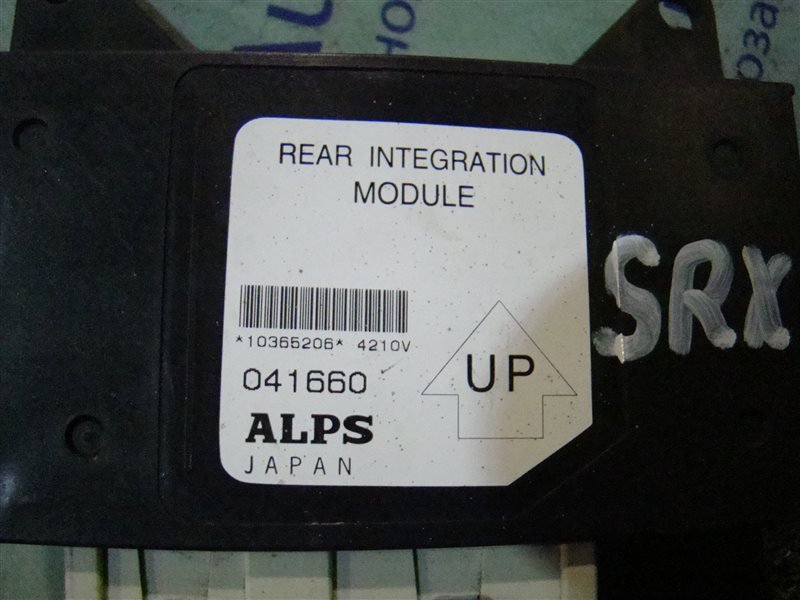 REAR INTEGRATION
MODULE
*10365206* 4210V
041660
ALPS
JAPAN
UP
SRX